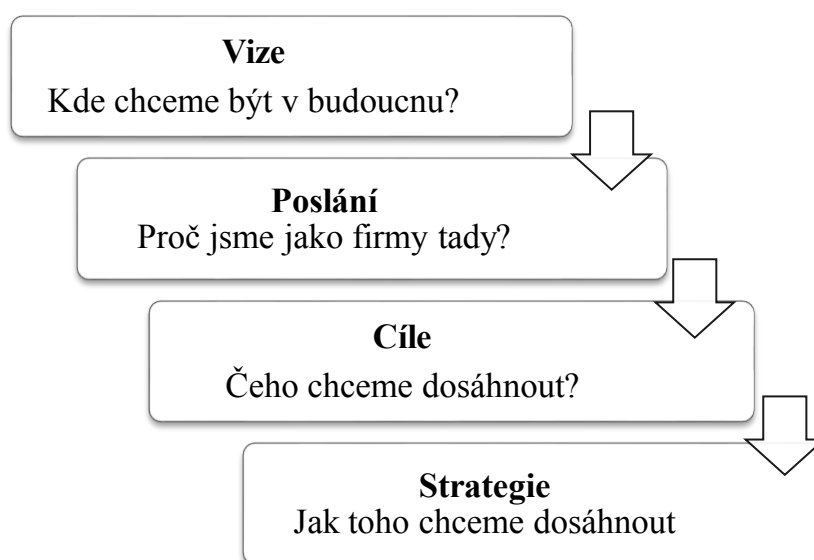 Vize
Kde chceme být v budoucnu?
Poslání
Proč jsme jako firmy tady?
Cíle
Čeho chceme dosáhnout?
Strategie
Jak toho chceme dosáhnout